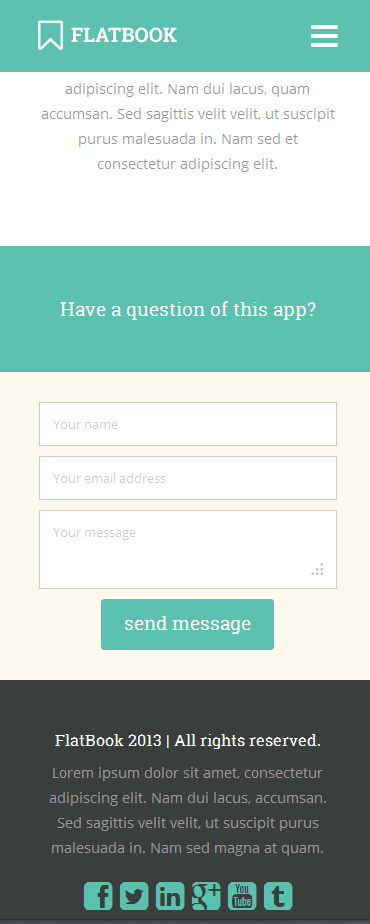 FLATBOOK
adipiscing elit. Nam dui lacus, quam
accumsan. Sed sagittis velit velit, ut suscipit
purus malesuada in. Nam sed et
consectetur adipiscing elit.
Have a question of this app?
Your name
Your email address
Your message
send message
FlatBook 2013 | All rights reserved.
Lorem ipsum dolor sit amet, consectetur
adipiscing elit. Nam dui lacus, accumsan.
Sed sagittis velit velit, ut suscipit purus
malesuada in. Nam sed magna at quam.
f in g+ You Tube t